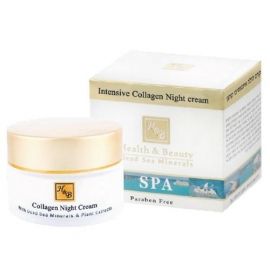 Intensive Collagen Night cream
H&B
Health & Beauty
Dead Sea Minerals
SPA
Paraben Free
H&B
Collagen Night Cream
With Dead Sea Minerals & Plant Extracts